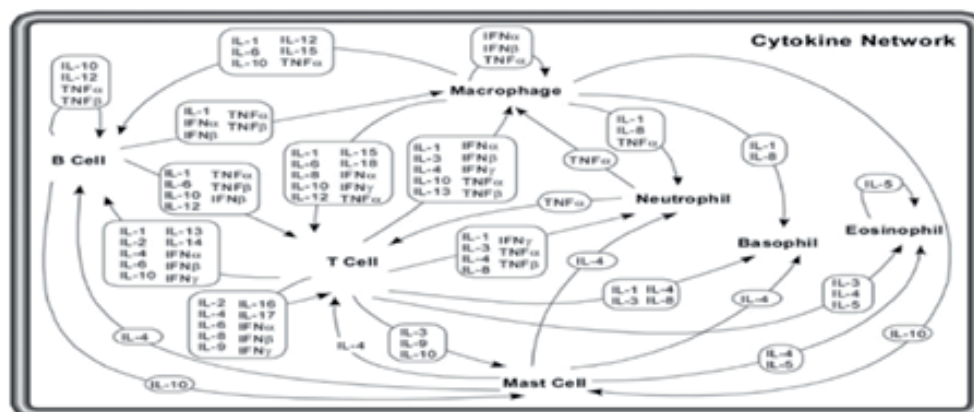 Cytokine Network
IL-10
IL-12
TNFα
TNFβ
IL-1 IL-12
IL-6 IL-15
IL-10 TNFα
IFNα
IFNβ
TNFα
Macrophage
IL-1 TNFα
IFNα TNFβ
IFNβ
B Cell
IL-1
IL-8
TNFα
IL-1
IL-8
IL-1 IL-15
IL-6 IL-18
IL-8 IFNα
IL-10 IFNγ
IL-12 TNFα
IL-1 IFNα
IL-3 IFNβ
IL-4 IFNγ
IL-10 TNFα
IL-13 TNFβ
TNFα
IL-1 TNFα
IL-6 TNFβ
IL-10 IFNβ
IL-12
IL-5
Neutrophil
TNFα
Eosinophil
Basophil
IL-1 IL-13
IL-2 IL-14
IL-4 IFNα
IL-6 IFNβ
IL-10 IFNγ
T Cell
IL-1 IFNγ
IL-3 TNFα
IL-4 TNFβ
IL-8
IL-4
IL-1 IL-4
IL-3 IL-8
IL-3
IL-4
IL-5
IL-4
IL-2 IL-16
IL-4 IL-17
IL-6 IFNα
IL-8 IFNβ
IL-9 IFNγ
IL-4
IL-4
IL-3
IL-9
IL-10
IL-10
IL-4
IL-5
IL-10
Mast Cell